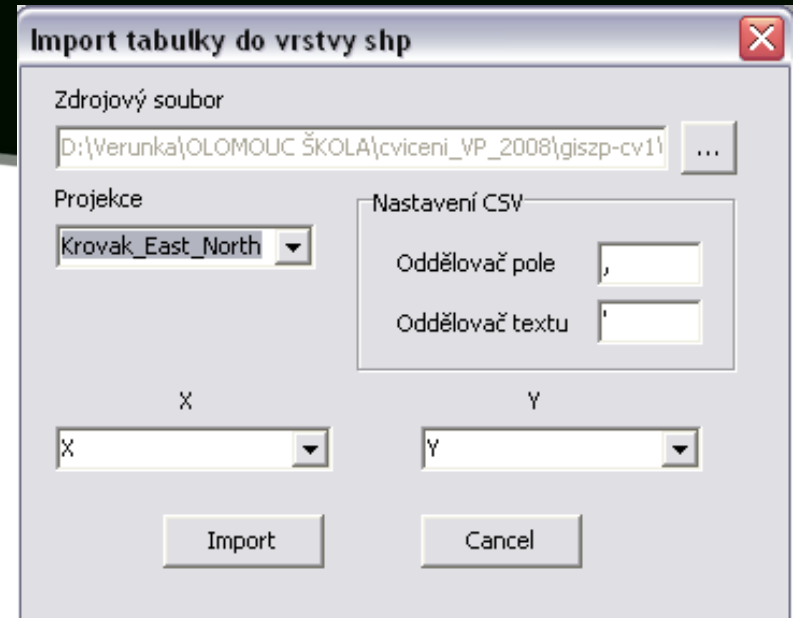 Import tabulky do vrstvy shp
Zdrojový soubor
D:\Verunka\OLOMOUC ŠKOLA\cviceni_VP_2008\giszp-cv1\
...
Projekce
Krovak_East_North
Nastavení CSV
Oddělovač pole ,
Oddělovač textu '
X Y
X Y
Import Cancel